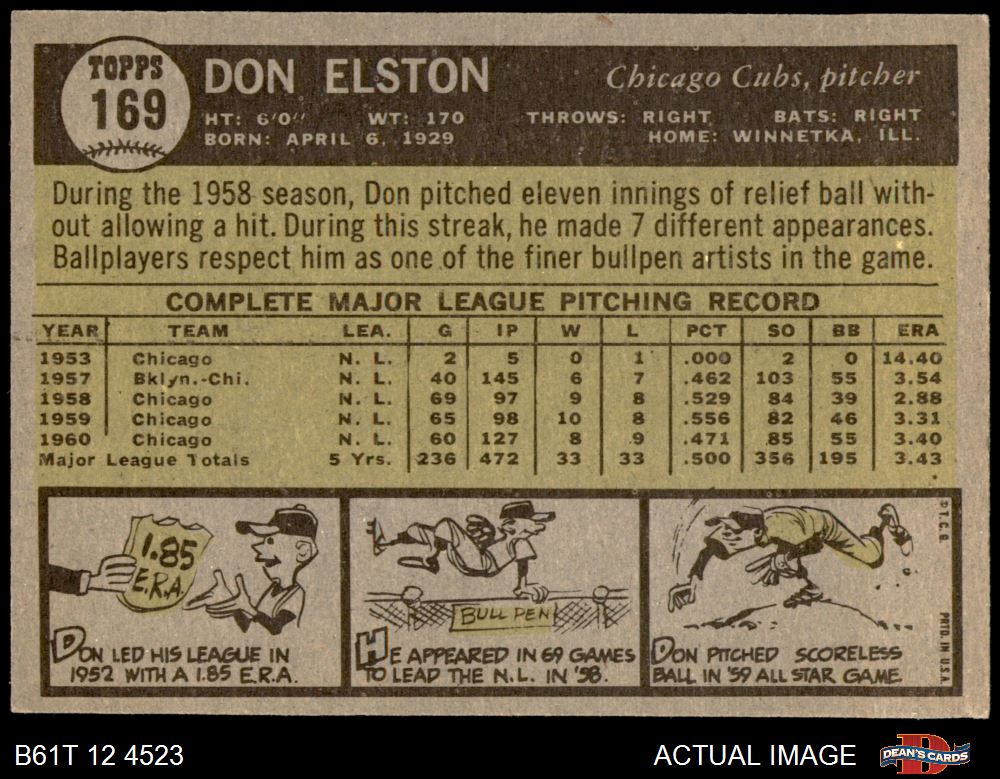 TOPPS
169
DON ELSTON
Chicago Cubs, pitcher
HT: 6'0" WT: 170 THROWS: RIGHT BATS: RIGHT
BORN: APRIL 6, 1929 HOME: WINNETKA, ILL.
During the 1958 season, Don pitched eleven innings of relief ball with-
out allowing a hit. During this streak, he made 7 different appearances.
Ballplayers respect him as one of the finer bullpen artists in the game.
COMPLETE MAJOR LEAGUE PITCHING RECORD
YEAR TEAM LEA. G IP W L PCT SO BB ERA
1953 Chicago N. L. 2 5 0 1 .000 2 0 14.40
1957 Bklyn.-Chi. N. L. 40 145 6 7 .462 103 55 3.54
1958 Chicago N. L. 69 97 9 8 .529 84 39 2.88
1959 Chicago N. L. 65 98 10 8 .556 82 46 3.31
1960 Chicago N. L. 60 127 8 9 .471 85 55 3.40
Major League Totals 5 Yrs. 236 472 33 33 .500 356 195 3.43
1.85
E.R.A.
DON LED HIS LEAGUE IN
1952 WITH A 1.85 E.R.A.
BULL PEN
HE APPEARED IN 69 GAMES
TO LEAD THE N.L. IN '58.
DON PITCHED SCORELESS
BALL IN '59 ALL STAR GAME.
©T.C.G.
PRTD. IN U.S.A.
B61T 12 4523
ACTUAL IMAGE
DEAN'S CARDS